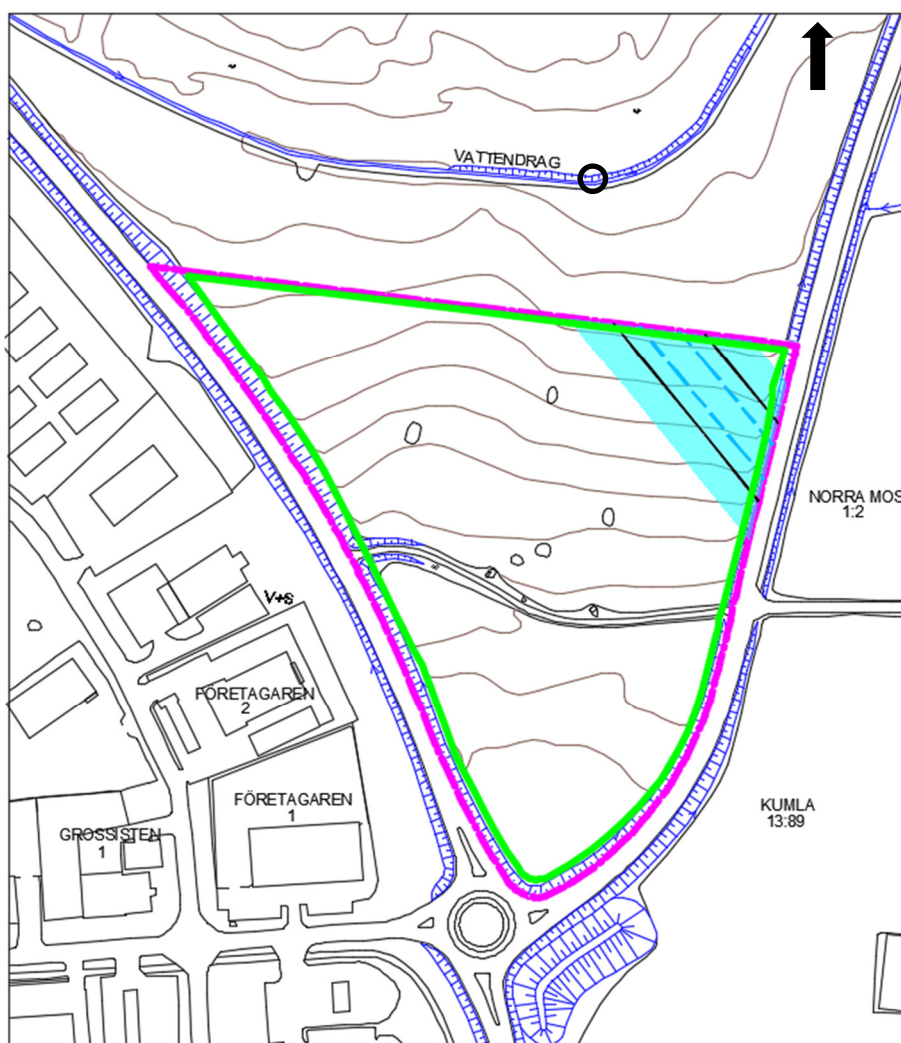 VATTENDRAG
NORRA MOS
1:2
V+S
FÖRETAGAREN
2
FÖRETAGAREN
1
GROSSISTEN
1
KUMLA
13:89